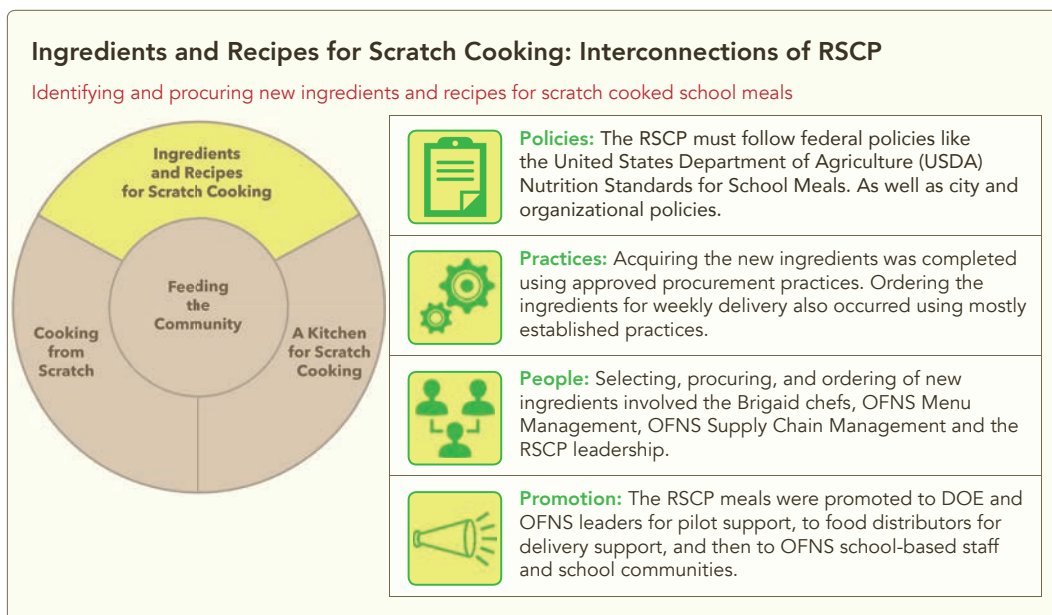 Ingredients and Recipes for Scratch Cooking: Interconnections of RSCP
Identifying and procuring new ingredients and recipes for scratch cooked school meals
Ingredients
and Recipes
for Scratch Cooking
Feeding
the
Community
Cooking
from
Scratch
A Kitchen
for Scratch
Cooking
Policies: The RSCP must follow federal policies like
the United States Department of Agriculture (USDA)
Nutrition Standards for School Meals. As well as city and
organizational policies.
Practices: Acquiring the new ingredients was completed
using approved procurement practices. Ordering the
ingredients for weekly delivery also occurred using mostly
established practices.
People: Selecting, procuring, and ordering of new
ingredients involved the Brigaid chefs, OFNS Menu
Management, OFNS Supply Chain Management and the
RSCP leadership.
Promotion: The RSCP meals were promoted to DOE and
OFNS leaders for pilot support, to food distributors for
delivery support, and then to OFNS school-based staff
and school communities.